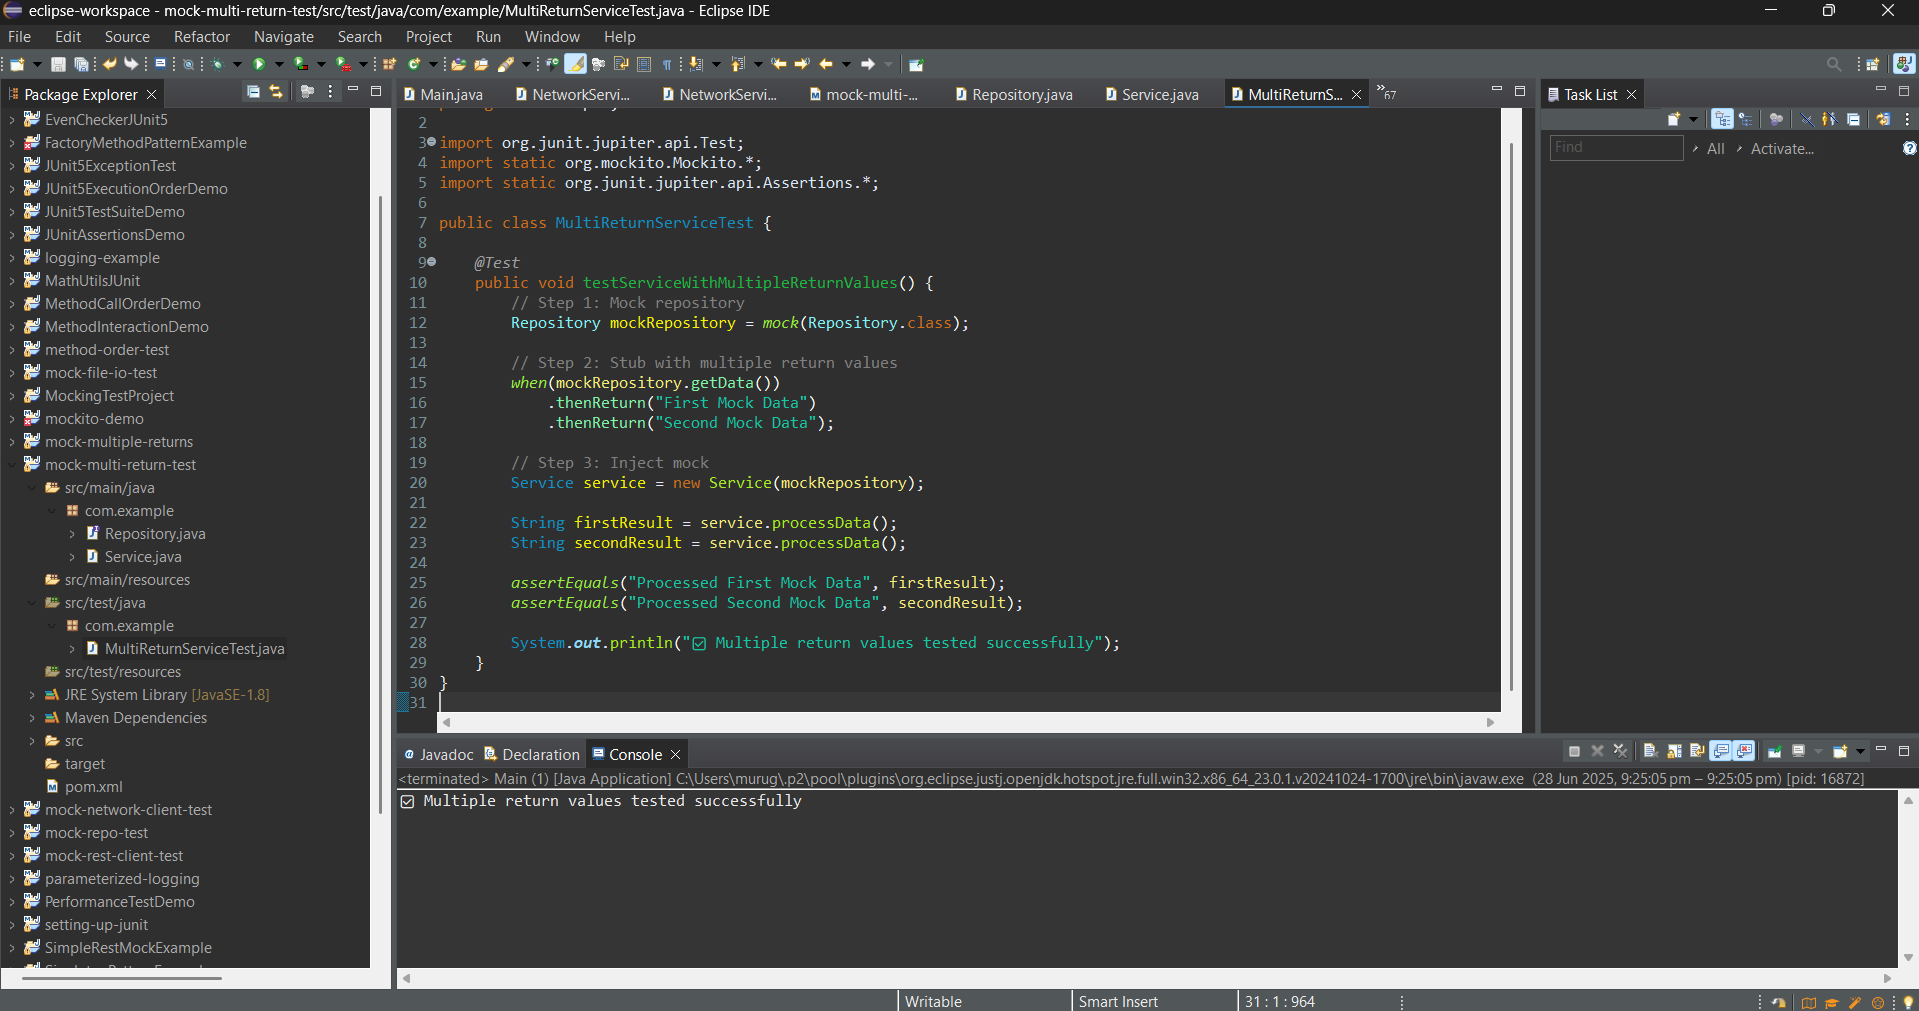 eclipse-workspace - mock-multi-return-test/src/test/java/com/example/MultiReturnServiceTest.java - Eclipse IDE
File Edit Source Refactor Navigate Search Project Run Window Help
Package Explorer
EvenCheckerJUnit5
FactoryMethodPatternExample
JUnit5ExceptionTest
JUnit5ExecutionOrderDemo
JUnit5TestSuiteDemo
JUnitAssertionsDemo
logging-example
MathUtilsJUnit
MethodCallOrderDemo
MethodInteractionDemo
method-order-test
mock-file-io-test
MockingTestProject
mockito-demo
mock-multiple-returns
mock-multi-return-test
src/main/java
com.example
Repository.java
Service.java
src/main/resources
src/test/java
com.example
MultiReturnServiceTest.java
src/test/resources
JRE System Library [JavaSE-1.8]
Maven Dependencies
src
target
pom.xml
mock-network-client-test
mock-repo-test
mock-rest-client-test
parameterized-logging
PerformanceTestDemo
setting-up-junit
SimpleRestMockExample
Main.java NetworkServi... NetworkServi... mock-multi-... Repository.java Service.java MultiReturnS... »67
2
3 import org.junit.jupiter.api.Test;
4 import static org.mockito.Mockito.*;
5 import static org.junit.jupiter.api.Assertions.*;
6
7 public class MultiReturnServiceTest {
8
9 @Test
10 public void testServiceWithMultipleReturnValues() {
11 // Step 1: Mock repository
12 Repository mockRepository = mock(Repository.class);
13
14 // Step 2: Stub with multiple return values
15 when(mockRepository.getData())
16 .thenReturn("First Mock Data")
17 .thenReturn("Second Mock Data");
18
19 // Step 3: Inject mock
20 Service service = new Service(mockRepository);
21
22 String firstResult = service.processData();
23 String secondResult = service.processData();
24
25 assertEquals("Processed First Mock Data", firstResult);
26 assertEquals("Processed Second Mock Data", secondResult);
27
28 System.out.println("☑ Multiple return values tested successfully");
29 }
30 }
31
Task List
Find All Activate...
Javadoc Declaration Console
<terminated> Main (1) [Java Application] C:\Users\murug\.p2\pool\plugins\org.eclipse.justj.openjdk.hotspot.jre.full.win32.x86_64_23.0.1.v20241024-1700\jre\bin\javaw.exe (28 Jun 2025, 9:25:05 pm – 9:25:05 pm) [pid: 16872]
☑ Multiple return values tested successfully
Writable Smart Insert 31 : 1 : 964